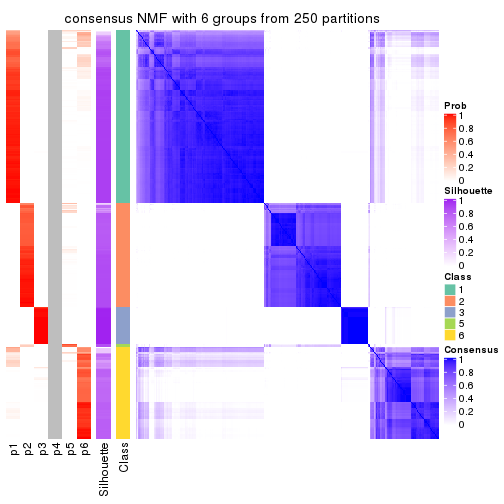 consensus NMF with 6 groups from 250 partitions
Prob
1
0.8
0.6
0.4
0.2
0
Silhouette
1
0.8
0.6
0.4
0.2
0
Class
1
2
3
5
6
Consensus
1
0.8
0.6
0.4
0.2
0
p1
p2
p3
p4
p5
p6
Silhouette
Class